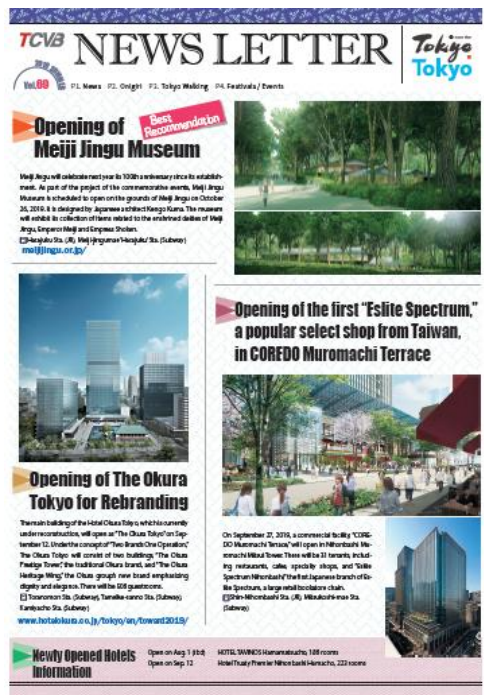 TCVB
NEWS LETTER
Tokyo
Tokyo
Vol.69
P1. News P2. Onigiri P3. Tokyo Walking P4. Festivals / Events
Best
Recommendation
Opening of
Meiji Jingu Museum
Meiji Jingu will celebrate next year its 100th anniversary since its establish-
ment. As part of the project of the commemorative events, Meiji Jingu
Museum is scheduled to open on the grounds of Meiji Jingu on October
26, 2019. It is designed by Japanese architect Kengo Kuma. The museum
will exhibit its collection of items related to the enshrined deities of Meiji
Jingu, Emperor Meiji and Empress Shoken.
Harajuku Sta. (JR), Meiji-jingumae 'Harajuku' Sta. (Subway)
meijijingu.or.jp/
Opening of the first "Eslite Spectrum,"
a popular select shop from Taiwan,
in COREDO Muromachi Terrace
Opening of The Okura
Tokyo for Rebranding
The main building of the Hotel Okura Tokyo, which is currently
under reconstruction, will open as "The Okura Tokyo" on Sep-
tember 12. Under the concept of "Two Brands One Operation,"
The Okura Tokyo will consist of two buildings, "The Okura
Prestige Tower," the traditional Okura brand, and "The Okura
Heritage Wing," the Okura group's new brand emphasizing
dignity and elegance. There will be 508 guestrooms.
Toranomon Sta. (Subway), Tameike-sanno Sta. (Subway),
Kamiyacho Sta. (Subway)
www.hotelokura.co.jp/tokyo/en/toward2019/
On September 27, 2019, a commercial facility "CORE-
DO Muromachi Terrace," will open in Nihonbashi Mu-
romachi Mitsui Tower. There will be 31 tenants, includ-
ing restaurants, cafes, specialty shops, and "Eslite
Spectrum Nihonbashi," the first Japanese branch of Es-
lite Spectrum, a large retail bookstore chain.
Shin-Nihonbashi Sta. (JR), Mitsukoshi-mae Sta.
(Subway)
Newly Opened Hotels
Information
Open on Aug. 1 (tbd) HOTEL TAVINOS Hamamatsucho, 188 rooms
Open on Sep. 12 Hotel Trusty Premier Nihonbashi Hamacho, 223 rooms